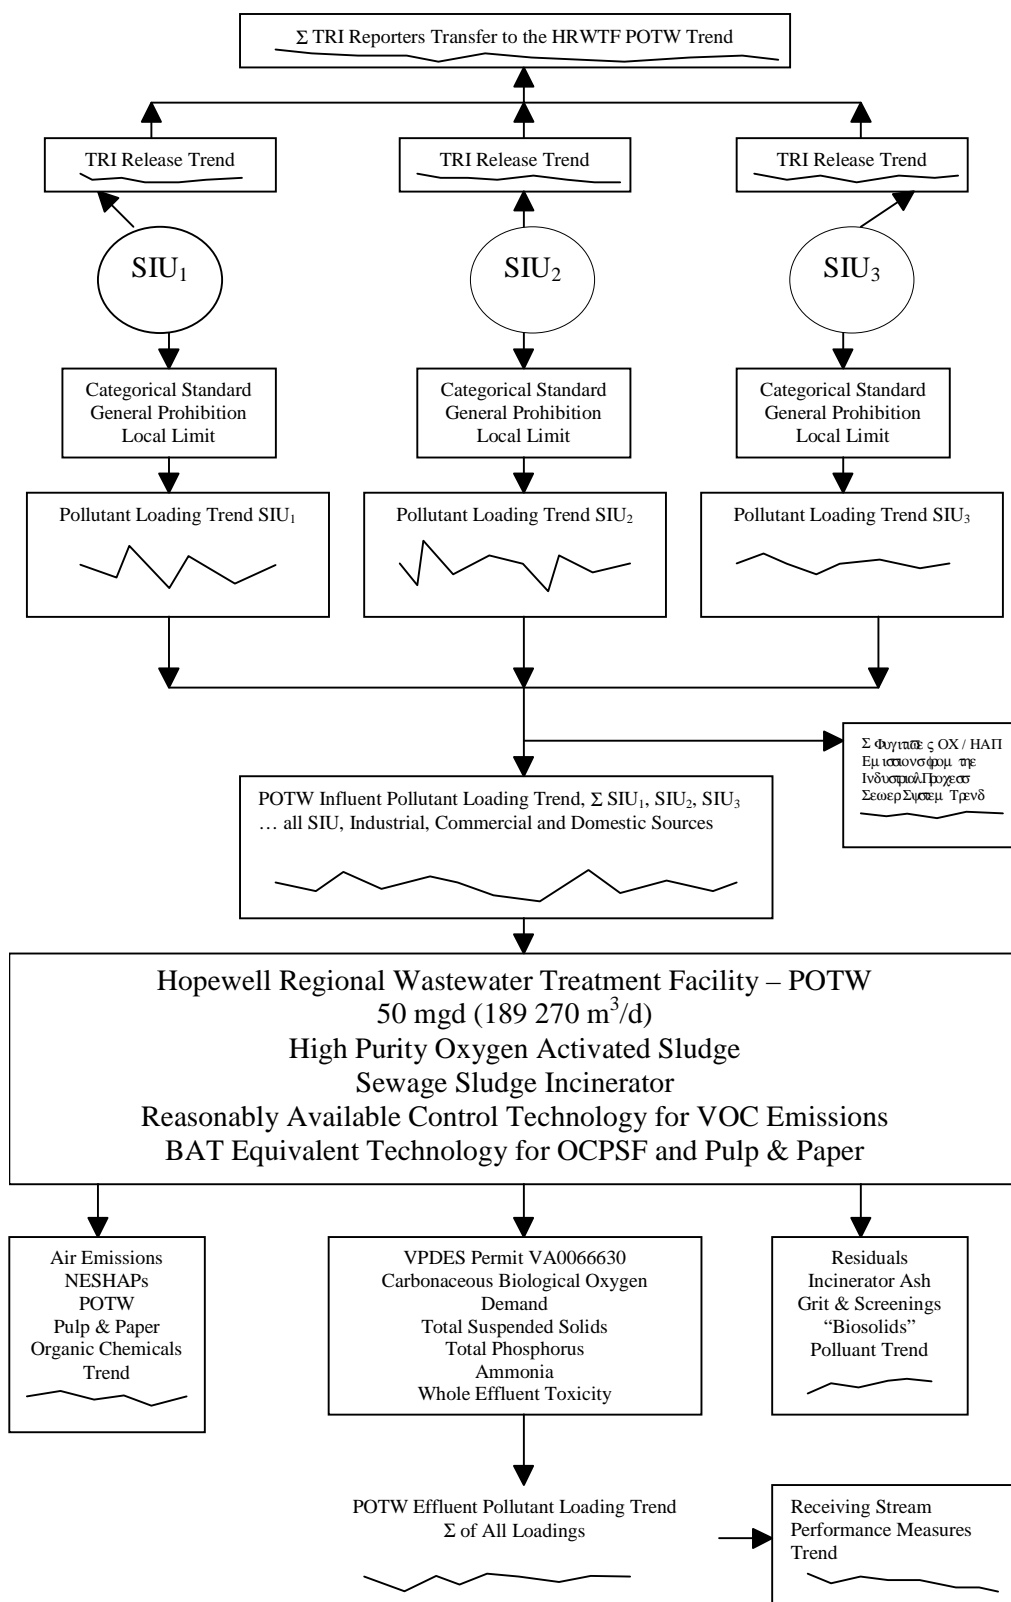 Σ TRI Reporters Transfer to the HRWTF POTW Trend
TRI Release Trend
TRI Release Trend
TRI Release Trend
SIU₁
SIU₂
SIU₃
Categorical Standard
General Prohibition
Local Limit
Categorical Standard
General Prohibition
Local Limit
Categorical Standard
General Prohibition
Local Limit
Pollutant Loading Trend SIU₁
Pollutant Loading Trend SIU₂
Pollutant Loading Trend SIU₃
Σ ς ΟΧ / ΗΑΠ
τηε
Τρενδ
POTW Influent Pollutant Loading Trend, Σ SIU₁, SIU₂, SIU₃
… all SIU, Industrial, Commercial and Domestic Sources
Hopewell Regional Wastewater Treatment Facility – POTW
50 mgd (189 270 m³/d)
High Purity Oxygen Activated Sludge
Sewage Sludge Incinerator
Reasonably Available Control Technology for VOC Emissions
BAT Equivalent Technology for OCPSF and Pulp & Paper
Air Emissions
NESHAPs
POTW
Pulp & Paper
Organic Chemicals
Trend
VPDES Permit VA0066630
Carbonaceous Biological Oxygen
Demand
Total Suspended Solids
Total Phosphorus
Ammonia
Whole Effluent Toxicity
Residuals
Incinerator Ash
Grit & Screenings
“Biosolids”
Polluant Trend
POTW Effluent Pollutant Loading Trend
Σ of All Loadings
Receiving Stream
Performance Measures
Trend